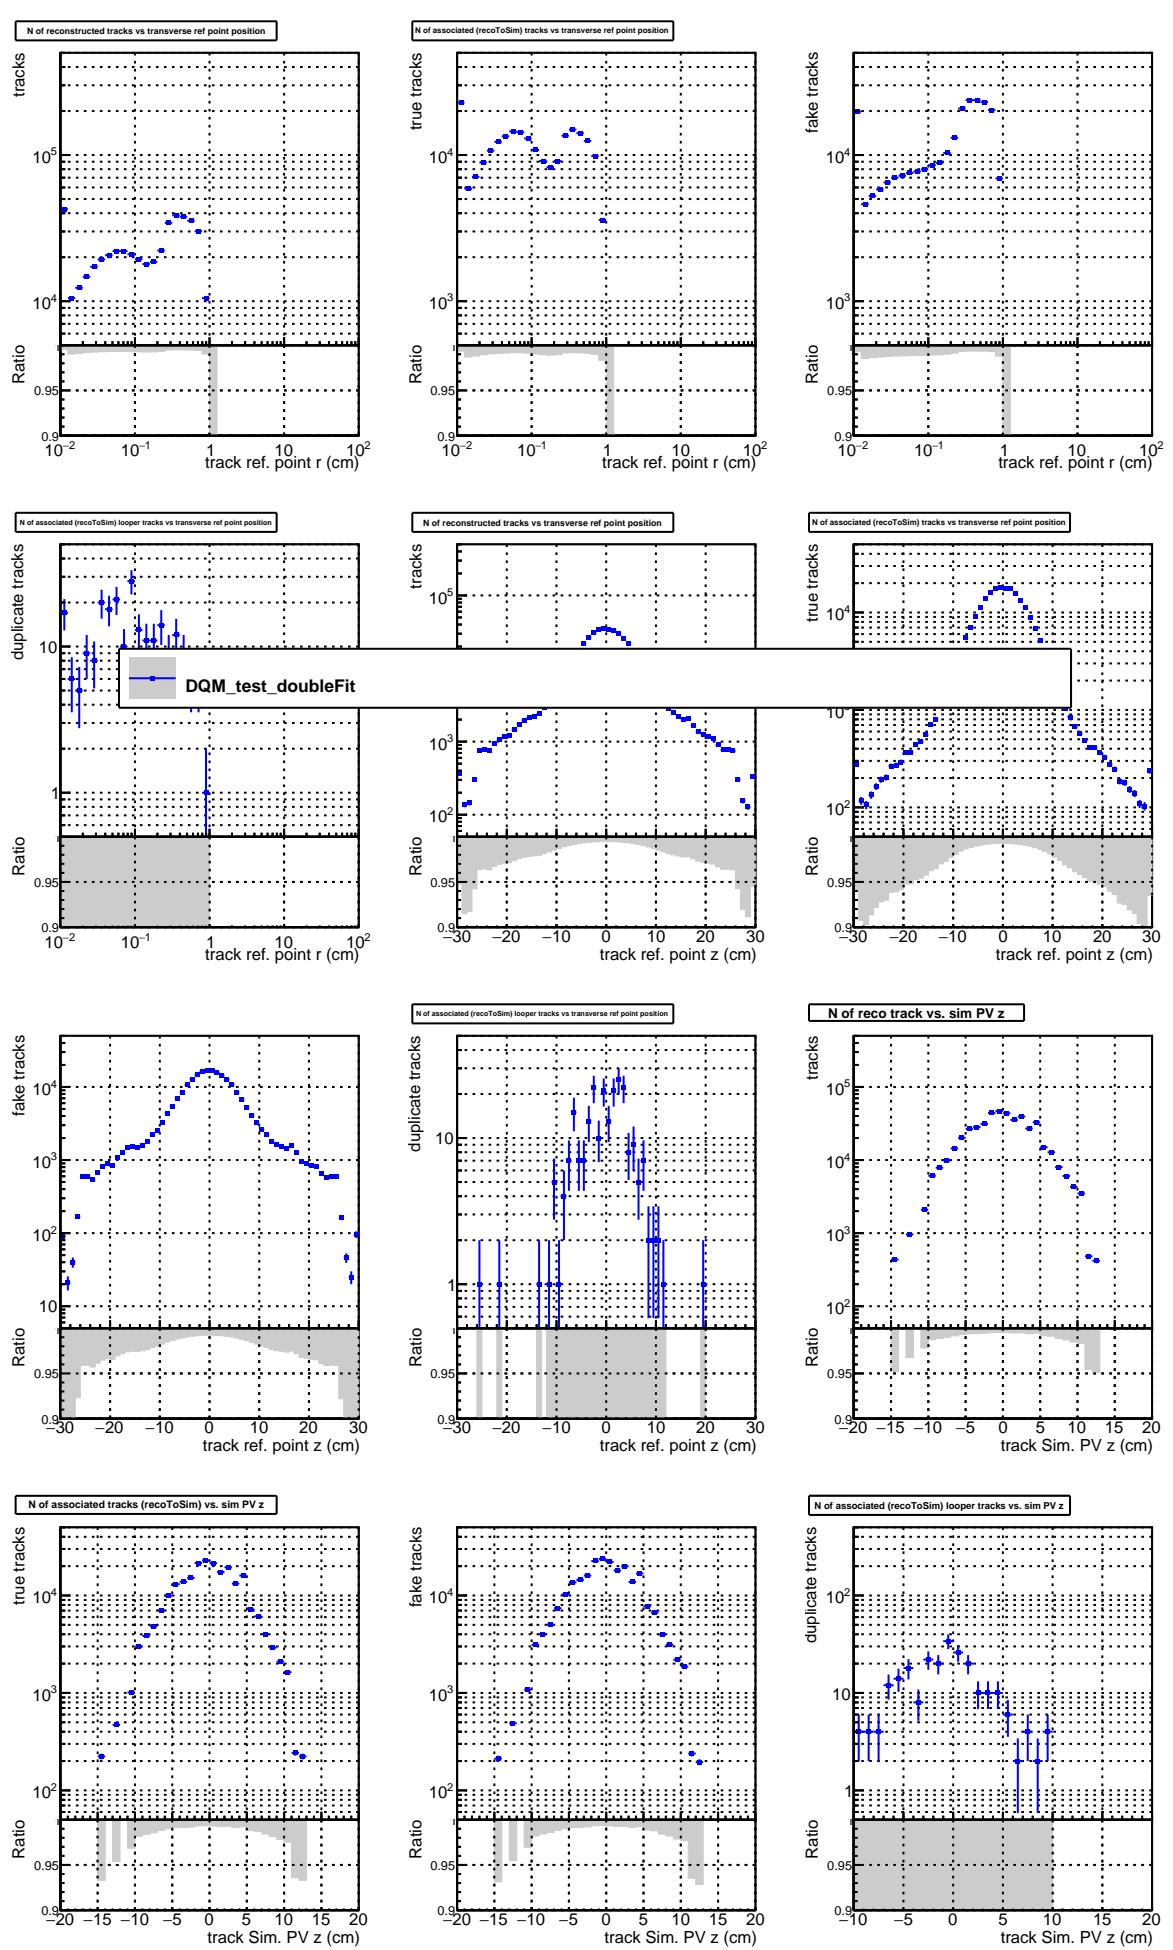 N of reconstructed tracks vs transverse ref point position
N of associated (recoToSim) tracks vs transverse ref point position
tracks
10^5
10^4
Ratio
0.95
0.9
10^−2 10^−1 1 10 10^2
track ref. point r (cm)
true tracks
10^4
10^3
Ratio
0.95
0.9
10^−2 10^−1 1 10 10^2
track ref. point r (cm)
fake tracks
10^4
10^3
Ratio
0.95
0.9
10^−2 10^−1 1 10 10^2
track ref. point r (cm)
N of associated (recoToSim) looper tracks vs transverse ref point position
N of reconstructed tracks vs transverse ref point position
N of associated (recoToSim) tracks vs transverse ref point position
duplicate tracks
10
1
Ratio
0.95
0.9
10^−2 10^−1 1 10 10^2
track ref. point r (cm)
tracks
10^5
10^3
10^2
Ratio
0.95
0.9
−30 −20 −10 0 10 20 30
track ref. point z (cm)
true tracks
10^4
10^2
Ratio
0.95
0.9
−30 −20 −10 0 10 20 30
track ref. point z (cm)
DQM_test_doubleFit
fake tracks
10^4
10^3
10^2
10
Ratio
0.95
0.9
−30 −20 −10 0 10 20 30
track ref. point z (cm)
N of associated (recoToSim) looper tracks vs transverse ref point position
duplicate tracks
10
1
Ratio
0.95
0.9
−30 −20 −10 0 10 20 30
track ref. point z (cm)
N of reco track vs. sim PV z
tracks
10^5
10^4
10^3
10^2
Ratio
0.95
0.9
−20 −15 −10 −5 0 5 10 15 20
track Sim. PV z (cm)
N of associated tracks (recoToSim) vs. sim PV z
true tracks
10^4
10^3
10^2
Ratio
0.95
0.9
−20 −15 −10 −5 0 5 10 15 20
track Sim. PV z (cm)
fake tracks
10^4
10^3
10^2
Ratio
0.95
0.9
−20 −15 −10 −5 0 5 10 15 20
track Sim. PV z (cm)
N of associated (recoToSim) looper tracks vs. sim PV z
duplicate tracks
10^2
10
1
Ratio
0.95
0.9
−10 −5 0 5 10 15 20
track Sim. PV z (cm)